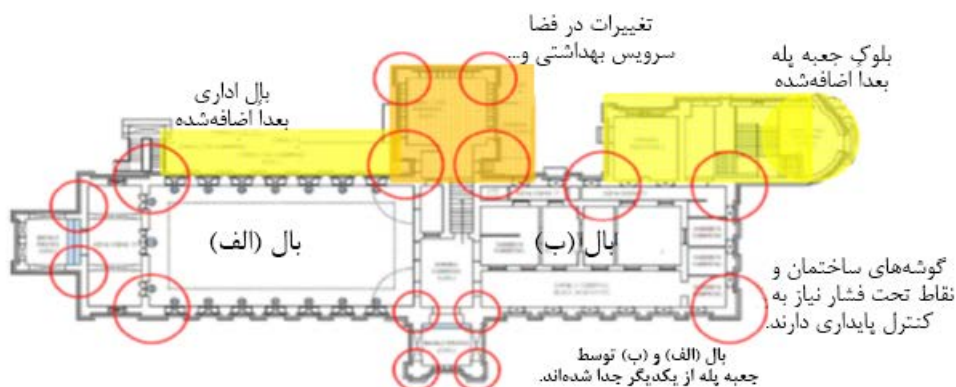 تغییرات در فضا
سرویس بهداشتی و...
بلوک جعبه پله
بعداً اضافه‌شده
بال اداری
بعداً اضافه‌شده
بال (الف)
بال (ب)
گوشه‌های ساختمان و
نقاط تحت فشار نیاز به
کنترل پایداری دارند.
بال (الف) و (ب) توسط
جعبه پله از یکدیگر جدا شده‌اند.